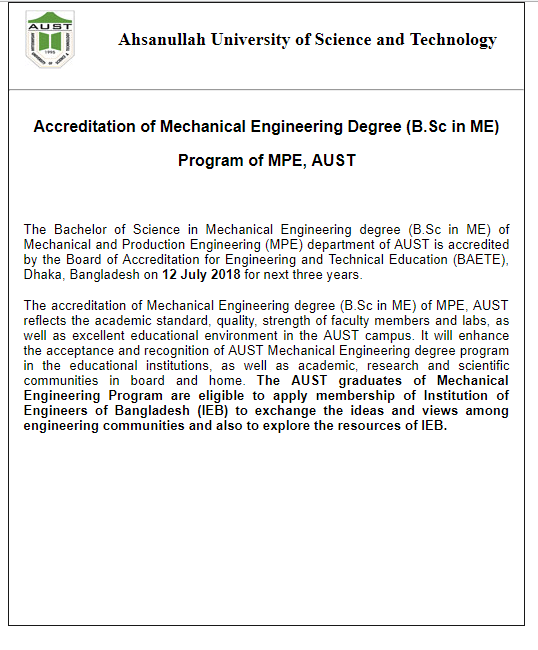 AUST
1995
Ahsanullah University of Science and Technology
Accreditation of Mechanical Engineering Degree (B.Sc in ME)
Program of MPE, AUST
The Bachelor of Science in Mechanical Engineering degree (B.Sc in ME) of
Mechanical and Production Engineering (MPE) department of AUST is accredited
by the Board of Accreditation for Engineering and Technical Education (BAETE),
Dhaka, Bangladesh on 12 July 2018 for next three years.
The accreditation of Mechanical Engineering degree (B.Sc in ME) of MPE, AUST
reflects the academic standard, quality, strength of faculty members and labs, as
well as excellent educational environment in the AUST campus. It will enhance
the acceptance and recognition of AUST Mechanical Engineering degree program
in the educational institutions, as well as academic, research and scientific
communities in board and home. The AUST graduates of Mechanical
Engineering Program are eligible to apply membership of Institution of
Engineers of Bangladesh (IEB) to exchange the ideas and views among
engineering communities and also to explore the resources of IEB.